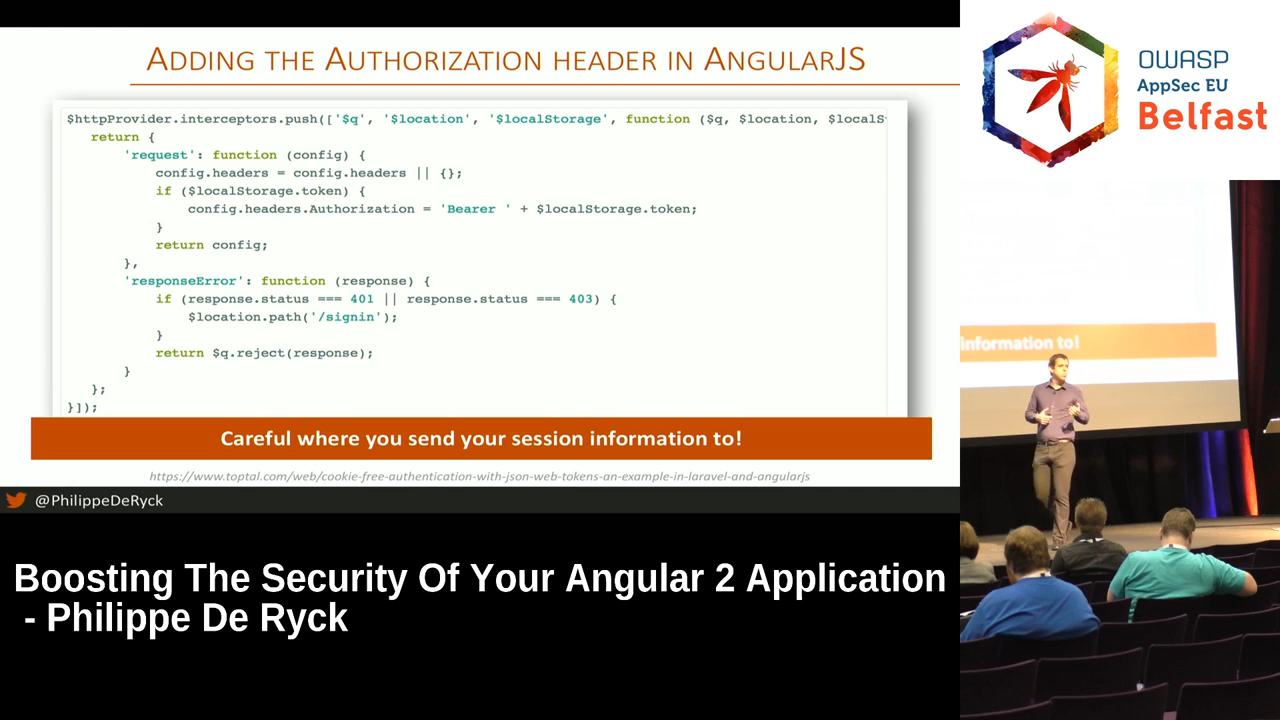 ADDING THE AUTHORIZATION HEADER IN ANGULARJS
$httpProvider.interceptors.push(['$q', '$location', '$localStorage', function ($q, $location, $localS
return {
'request': function (config) {
config.headers = config.headers || {};
if ($localStorage.token) {
config.headers.Authorization = 'Bearer ' + $localStorage.token;
}
return config;
},
'responseError': function (response) {
if (response.status === 401 || response.status === 403) {
$location.path('/signin');
}
return $q.reject(response);
}
};
}]);
Careful where you send your session information to!
https://www.toptal.com/web/cookie-free-authentication-with-json-web-tokens-an-example-in-laravel-and-angularjs
@PhilippeDeRyck
Boosting The Security Of Your Angular 2 Application
- Philippe De Ryck
OWASP
AppSec EU
Belfast
information to!